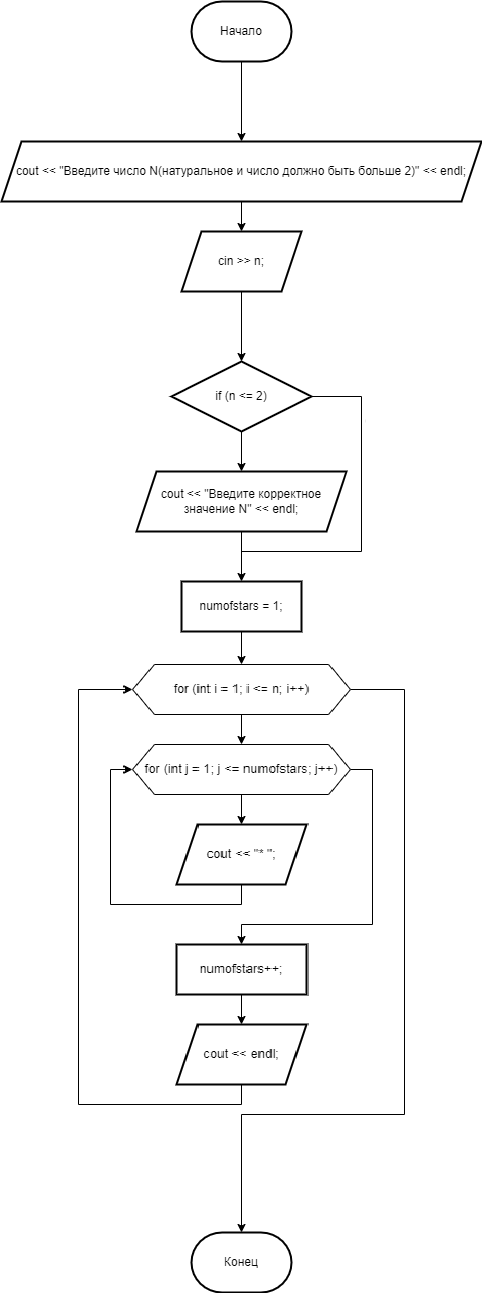 Начало
cout << "Введите число N(натуральное и число должно быть больше 2)" << endl;
cin >> n;
if (n <= 2)
cout << "Введите корректное
значение N" << endl;
numofstars = 1;
for (int i = 1; i <= n; i++)
for (int j = 1; j <= numofstars; j++)
cout << "* ";
numofstars++;
cout << endl;
Конец